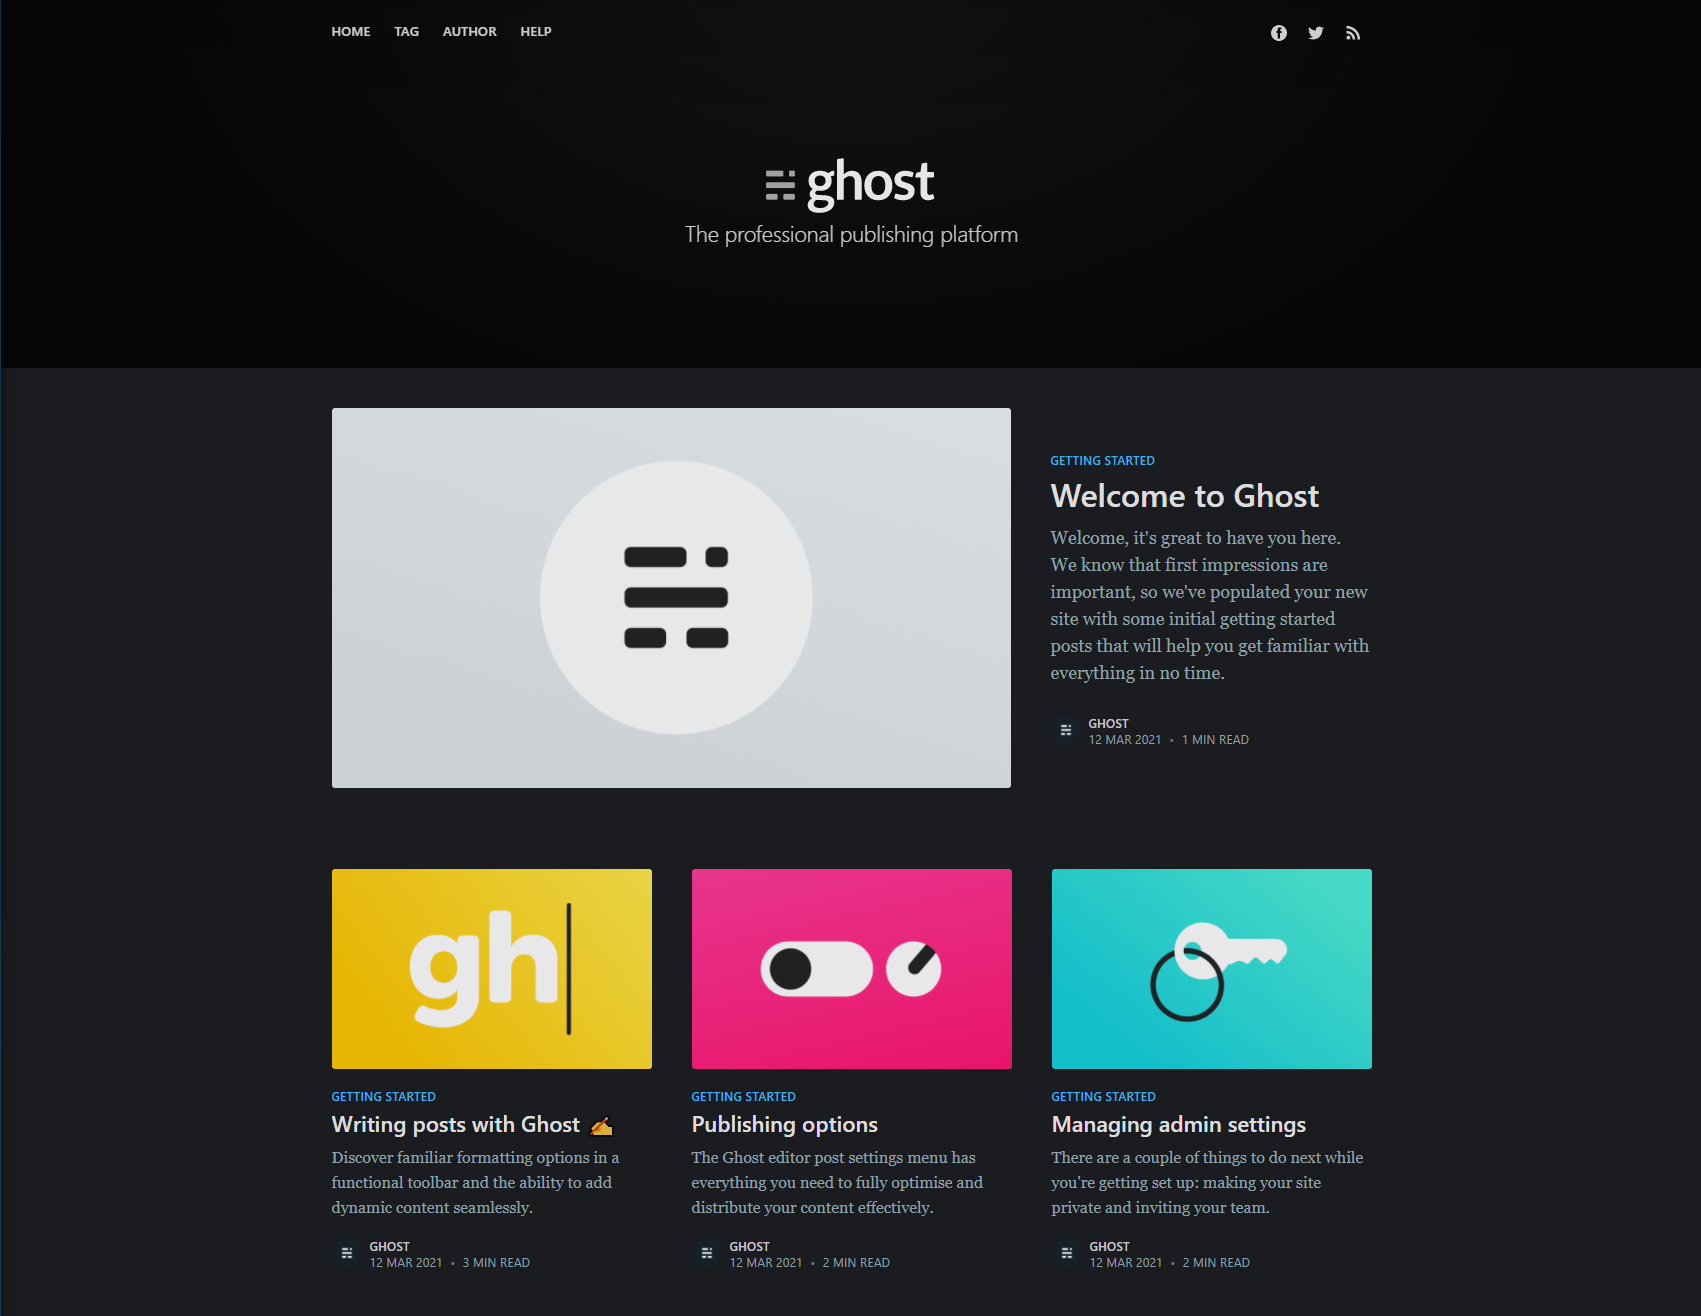 HOME TAG AUTHOR HELP
ghost
The professional publishing platform
GETTING STARTED
Welcome to Ghost
Welcome, it's great to have you here.
We know that first impressions are
important, so we've populated your new
site with some initial getting started
posts that will help you get familiar with
everything in no time.
GHOST
12 MAR 2021 • 1 MIN READ
gh
GETTING STARTED
Writing posts with Ghost ✍️
Discover familiar formatting options in a
functional toolbar and the ability to add
dynamic content seamlessly.
GHOST
12 MAR 2021 • 3 MIN READ
GETTING STARTED
Publishing options
The Ghost editor post settings menu has
everything you need to fully optimise and
distribute your content effectively.
GHOST
12 MAR 2021 • 2 MIN READ
GETTING STARTED
Managing admin settings
There are a couple of things to do next while
you're getting set up: making your site
private and inviting your team.
GHOST
12 MAR 2021 • 2 MIN READ